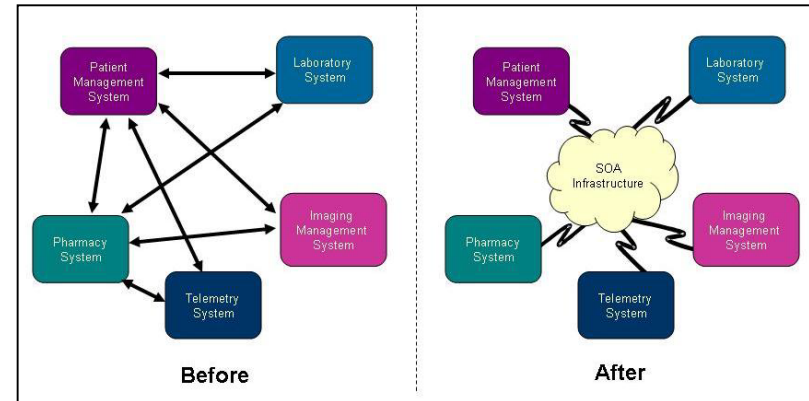 Patient
Management
System
Laboratory
System
Pharmacy
System
Imaging
Management
System
Telemetry
System
Before
Patient
Management
System
Laboratory
System
SOA
Infrastructure
Pharmacy
System
Imaging
Management
System
Telemetry
System
After